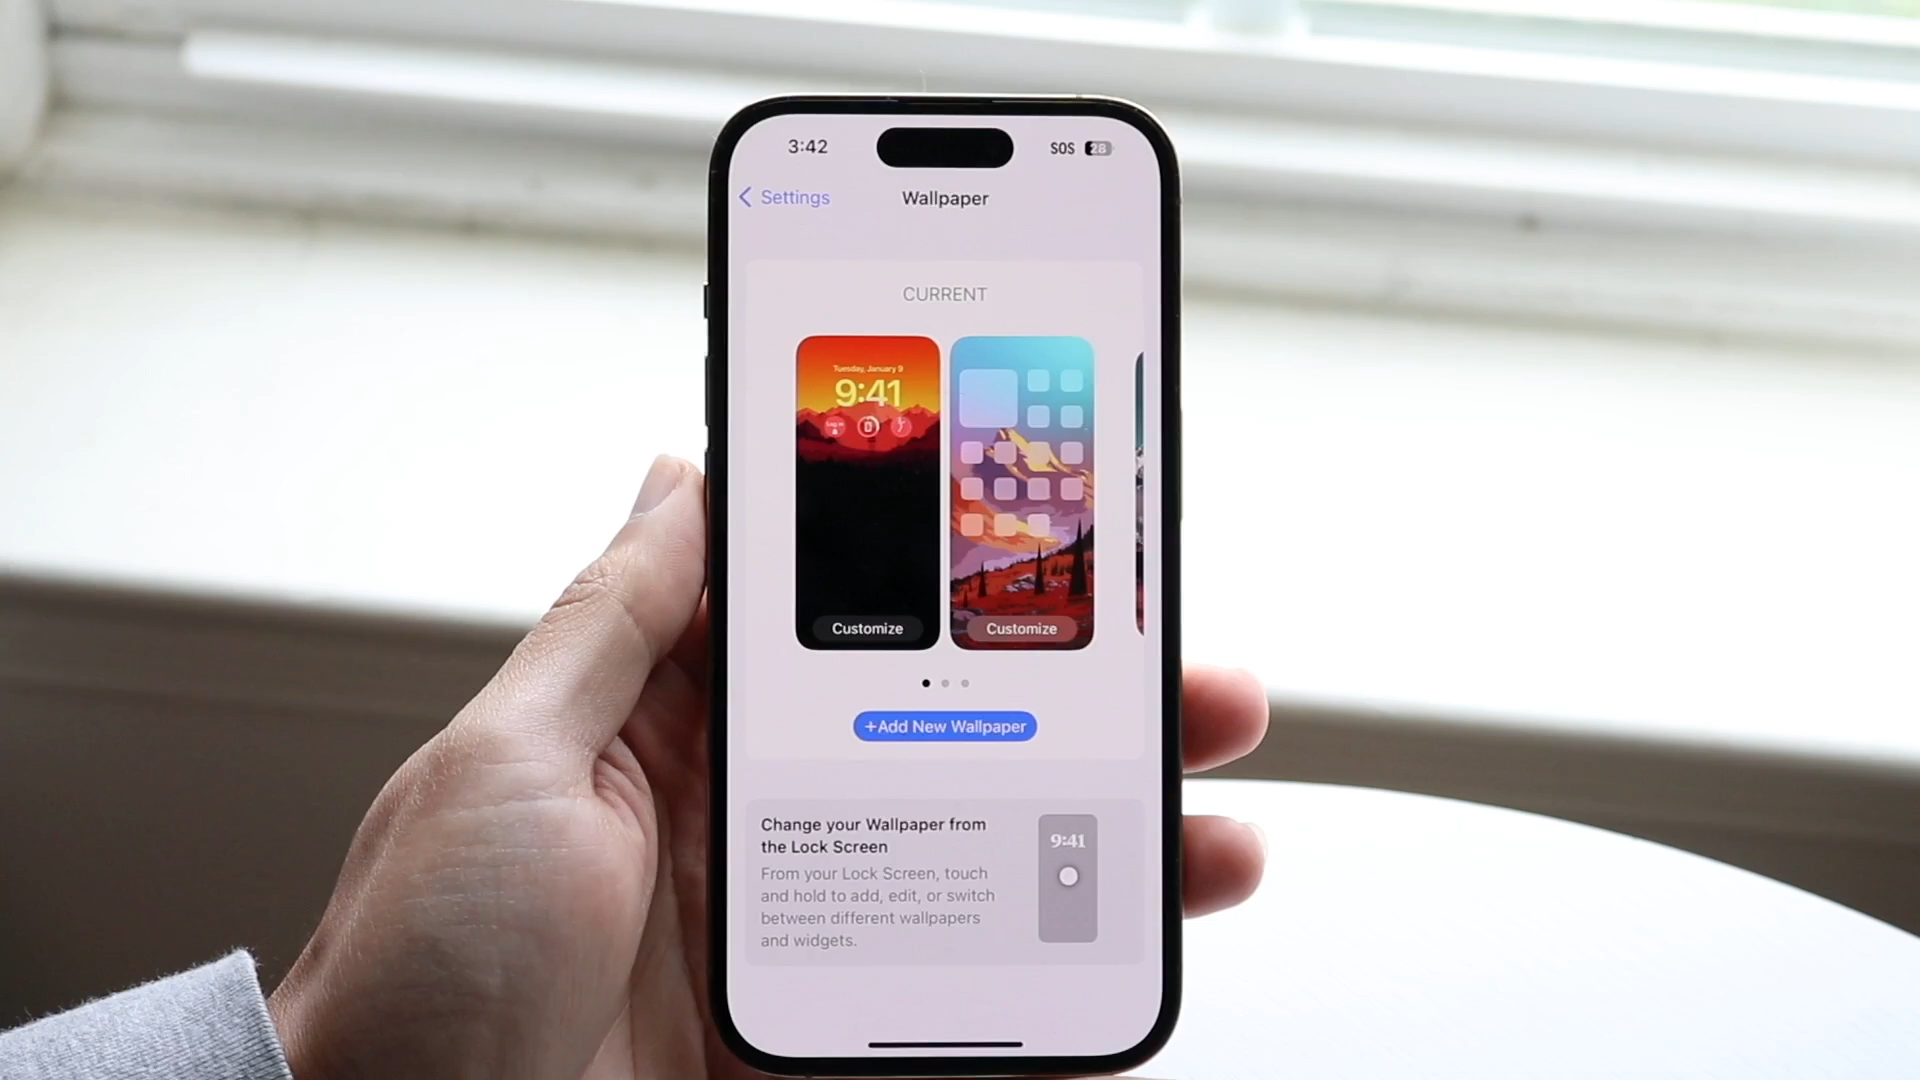 3:42
SOS 28
Settings
Wallpaper
CURRENT
Tuesday, January 9
9:41
Customize
Customize
+Add New Wallpaper
Change your Wallpaper from
the Lock Screen
9:41
From your Lock Screen, touch
and hold to add, edit, or switch
between different wallpapers
and widgets.